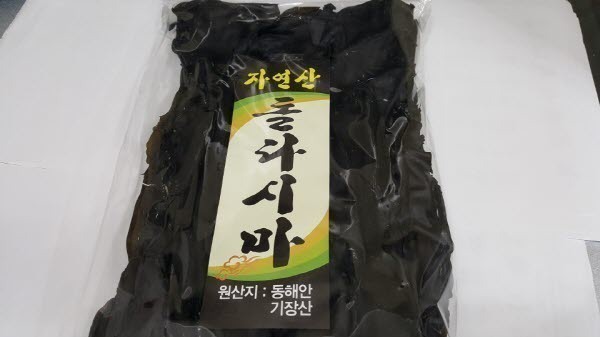 자연산
돌다시마
원산지 : 동해안
기장산